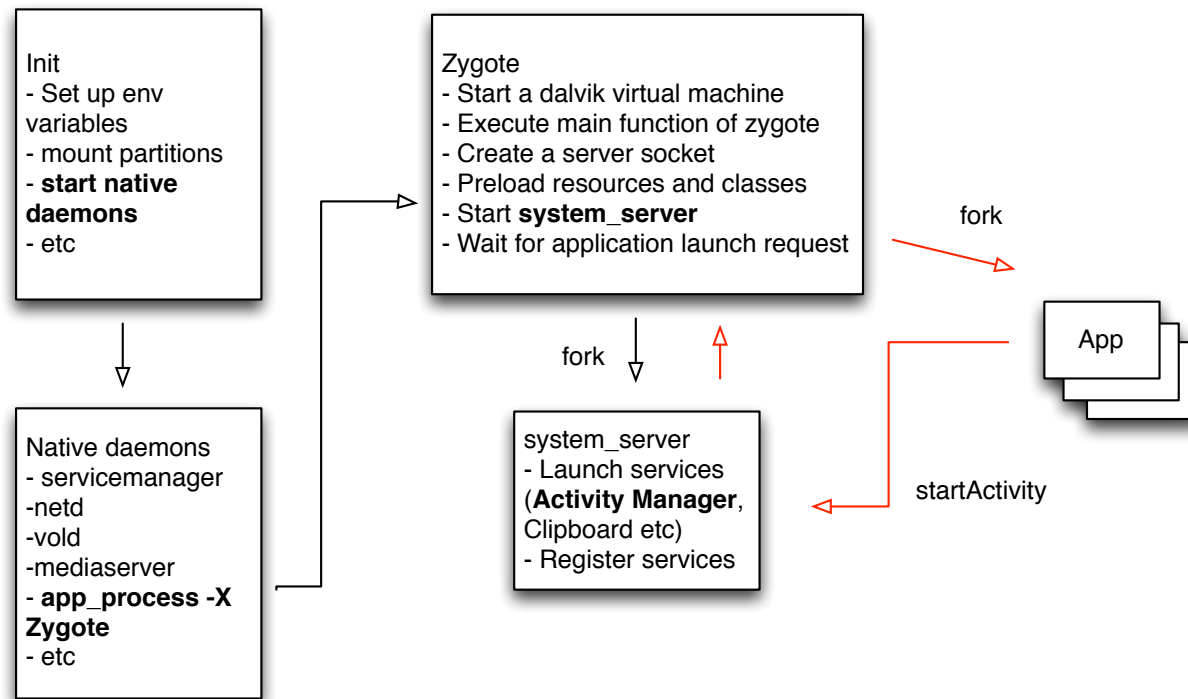 Init
- Set up env
variables
- mount partitions
- start native
daemons
- etc
Zygote
- Start a dalvik virtual machine
- Execute main function of zygote
- Create a server socket
- Preload resources and classes
- Start system_server
- Wait for application launch request
fork
App
fork
Native daemons
- servicemanager
-netd
-vold
-mediaserver
- app_process -X
Zygote
- etc
system_server
- Launch services
(Activity Manager,
Clipboard etc)
- Register services
startActivity